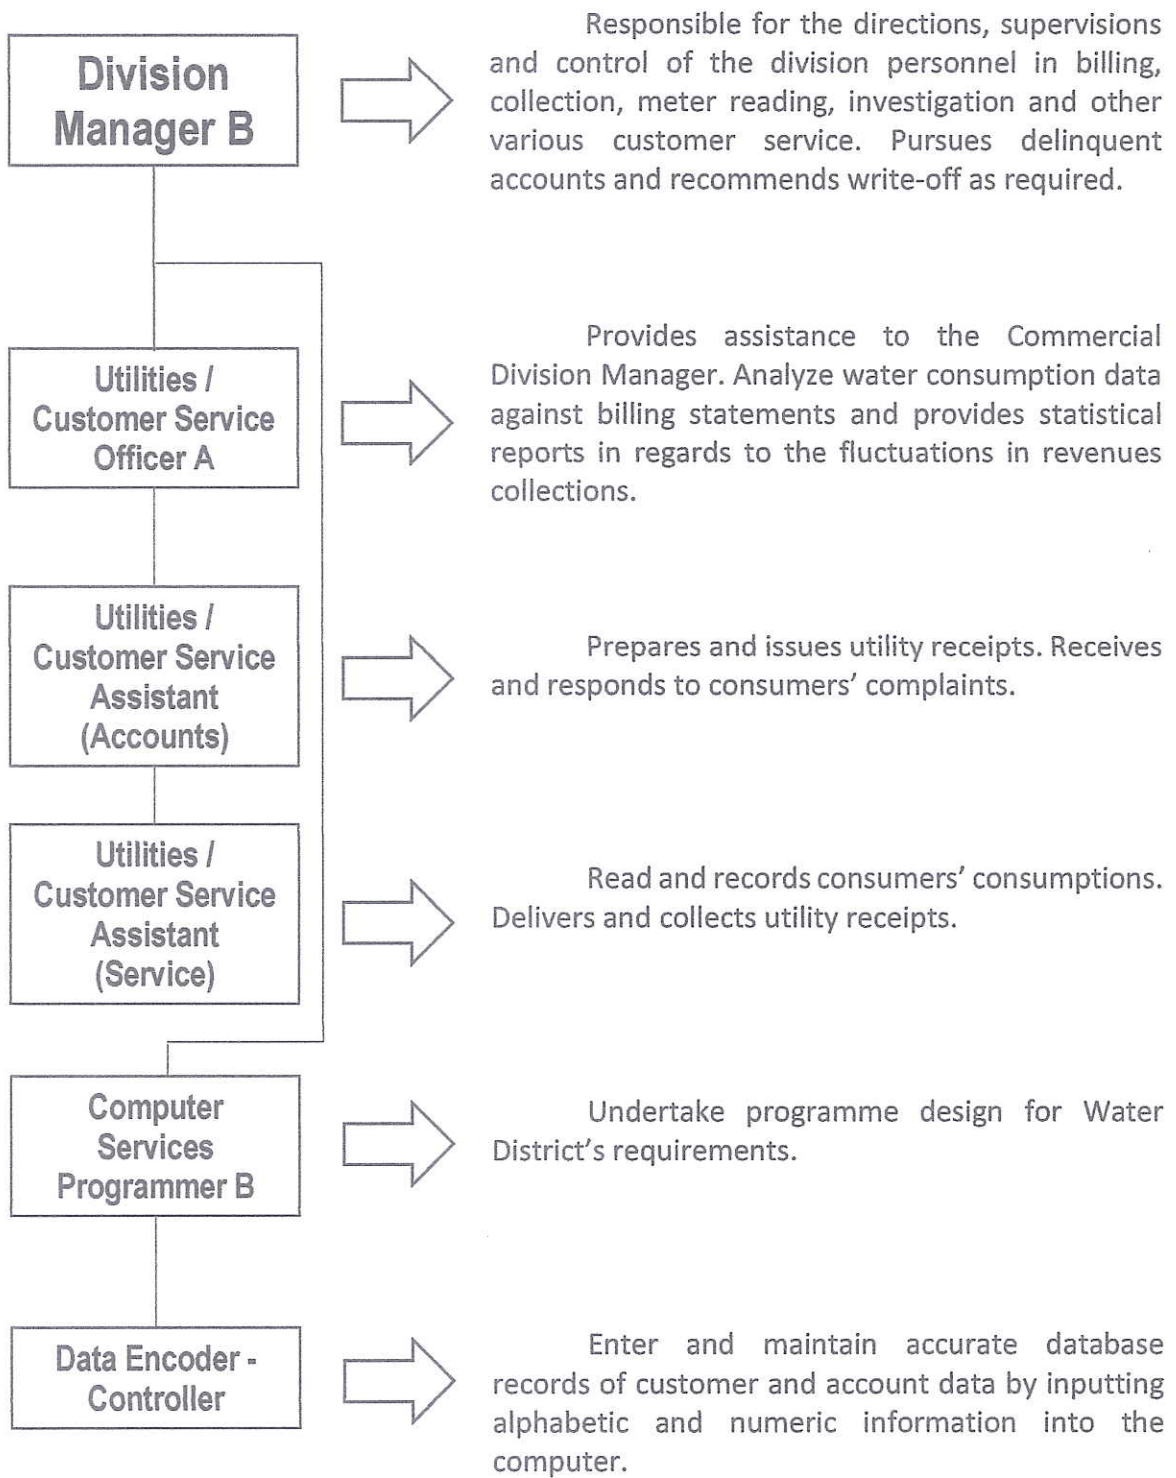 Division
Manager B
Responsible for the directions, supervisions
and control of the division personnel in billing,
collection, meter reading, investigation and other
various customer service. Pursues delinquent
accounts and recommends write-off as required.
Utilities /
Customer Service
Officer A
Provides assistance to the Commercial
Division Manager. Analyze water consumption data
against billing statements and provides statistical
reports in regards to the fluctuations in revenues
collections.
Utilities /
Customer Service
Assistant
(Accounts)
Prepares and issues utility receipts. Receives
and responds to consumers’ complaints.
Utilities /
Customer Service
Assistant
(Service)
Read and records consumers’ consumptions.
Delivers and collects utility receipts.
Computer
Services
Programmer B
Undertake programme design for Water
District’s requirements.
Data Encoder -
Controller
Enter and maintain accurate database
records of customer and account data by inputting
alphabetic and numeric information into the
computer.